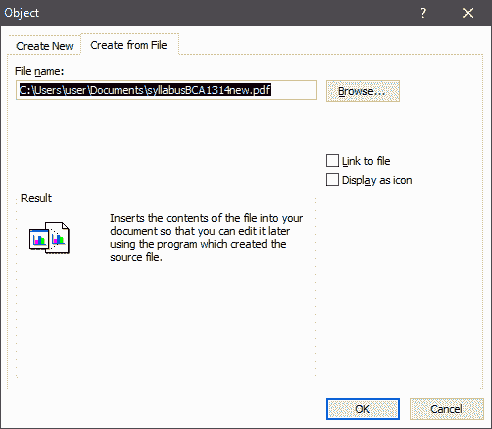 Object
?
Create New
Create from File
File name:
C:\Users\user\Documents\syllabusBCA1314new.pdf
Browse...
Link to file
Display as icon
Result
Inserts the contents of the file into your
document so that you can edit it later
using the program which created the
source file.
OK
Cancel